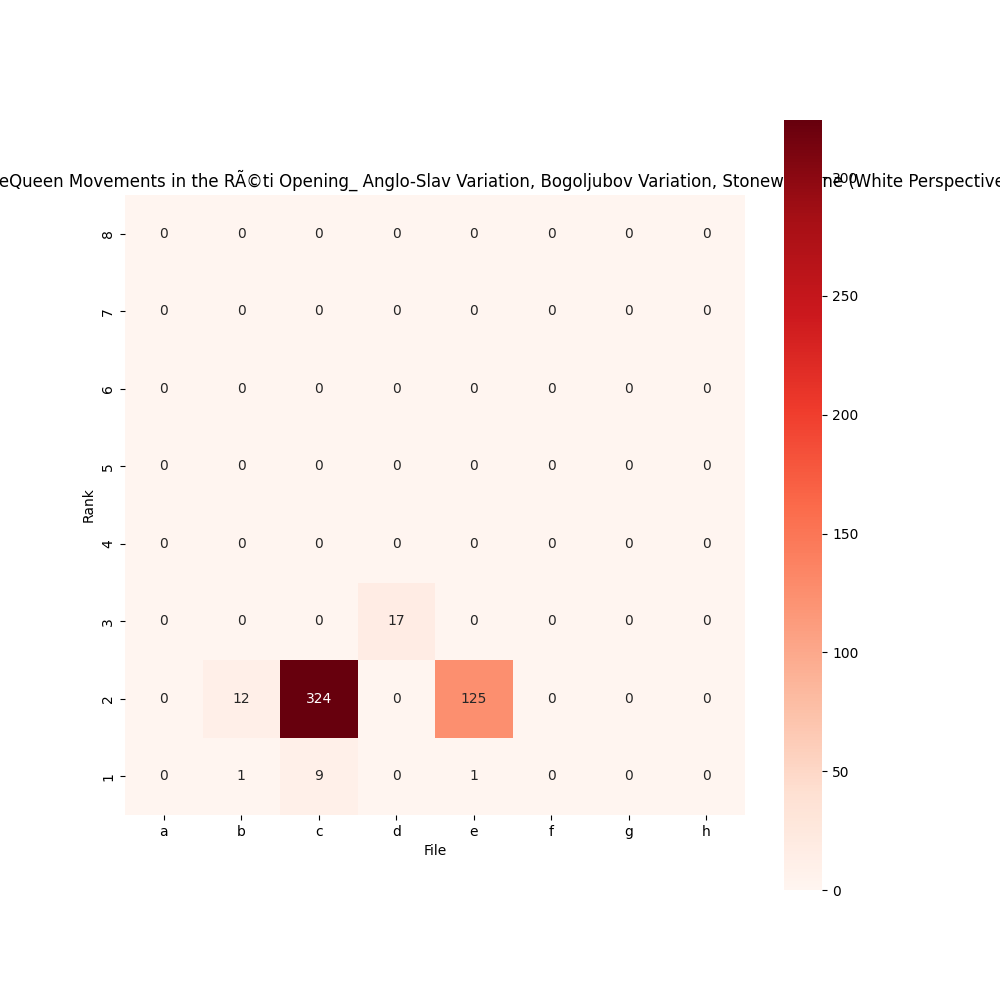 eQueen Movements in the RÃ©ti Opening_ Anglo-Slav Variation, Bogoljubov Variation, Stonew ne (White Perspective
300
8 0 0 0 0 0 0 0 0
7 0 0 0 0 0 0 0 0
250
6 0 0 0 0 0 0 0 0
200
5 0 0 0 0 0 0 0 0
Rank
150
4 0 0 0 0 0 0 0 0
3 0 0 0 17 0 0 0 0
100
2 0 12 324 0 125 0 0 0
50
1 0 1 9 0 1 0 0 0
a b c d e f g h
File
0